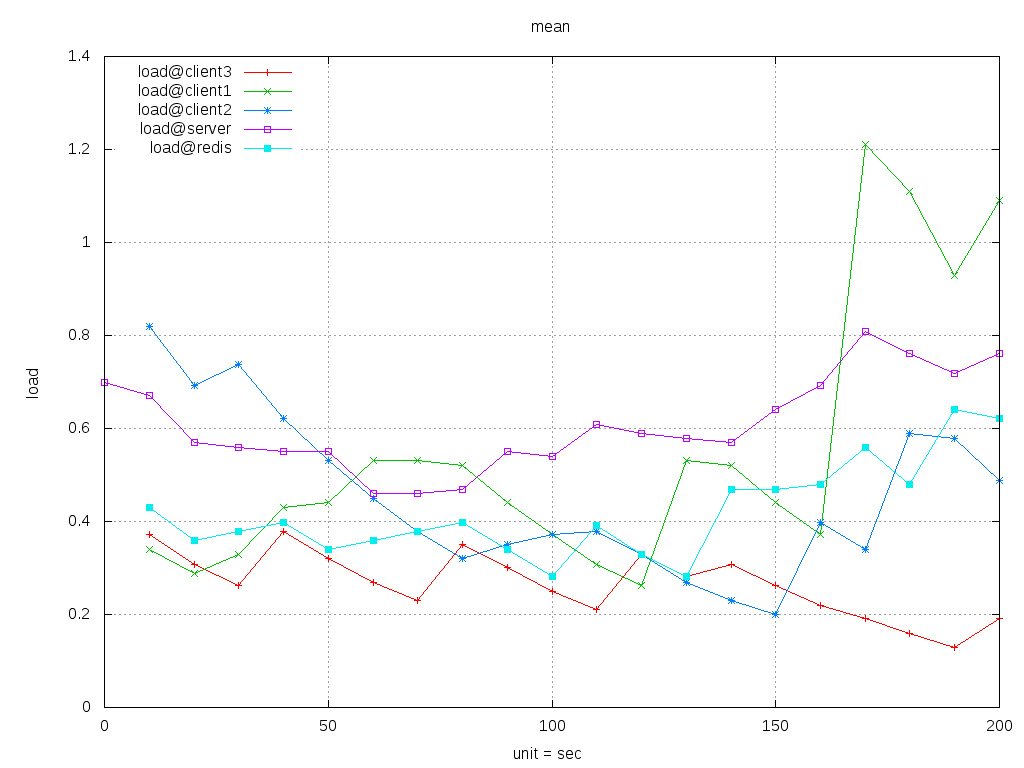 mean
1.4
load@client3
load@client1
load@client2
load@server
load@redis
1.2
1
0.8
0.6
0.4
0.2
0
load
0 50 100 150 200
unit = sec